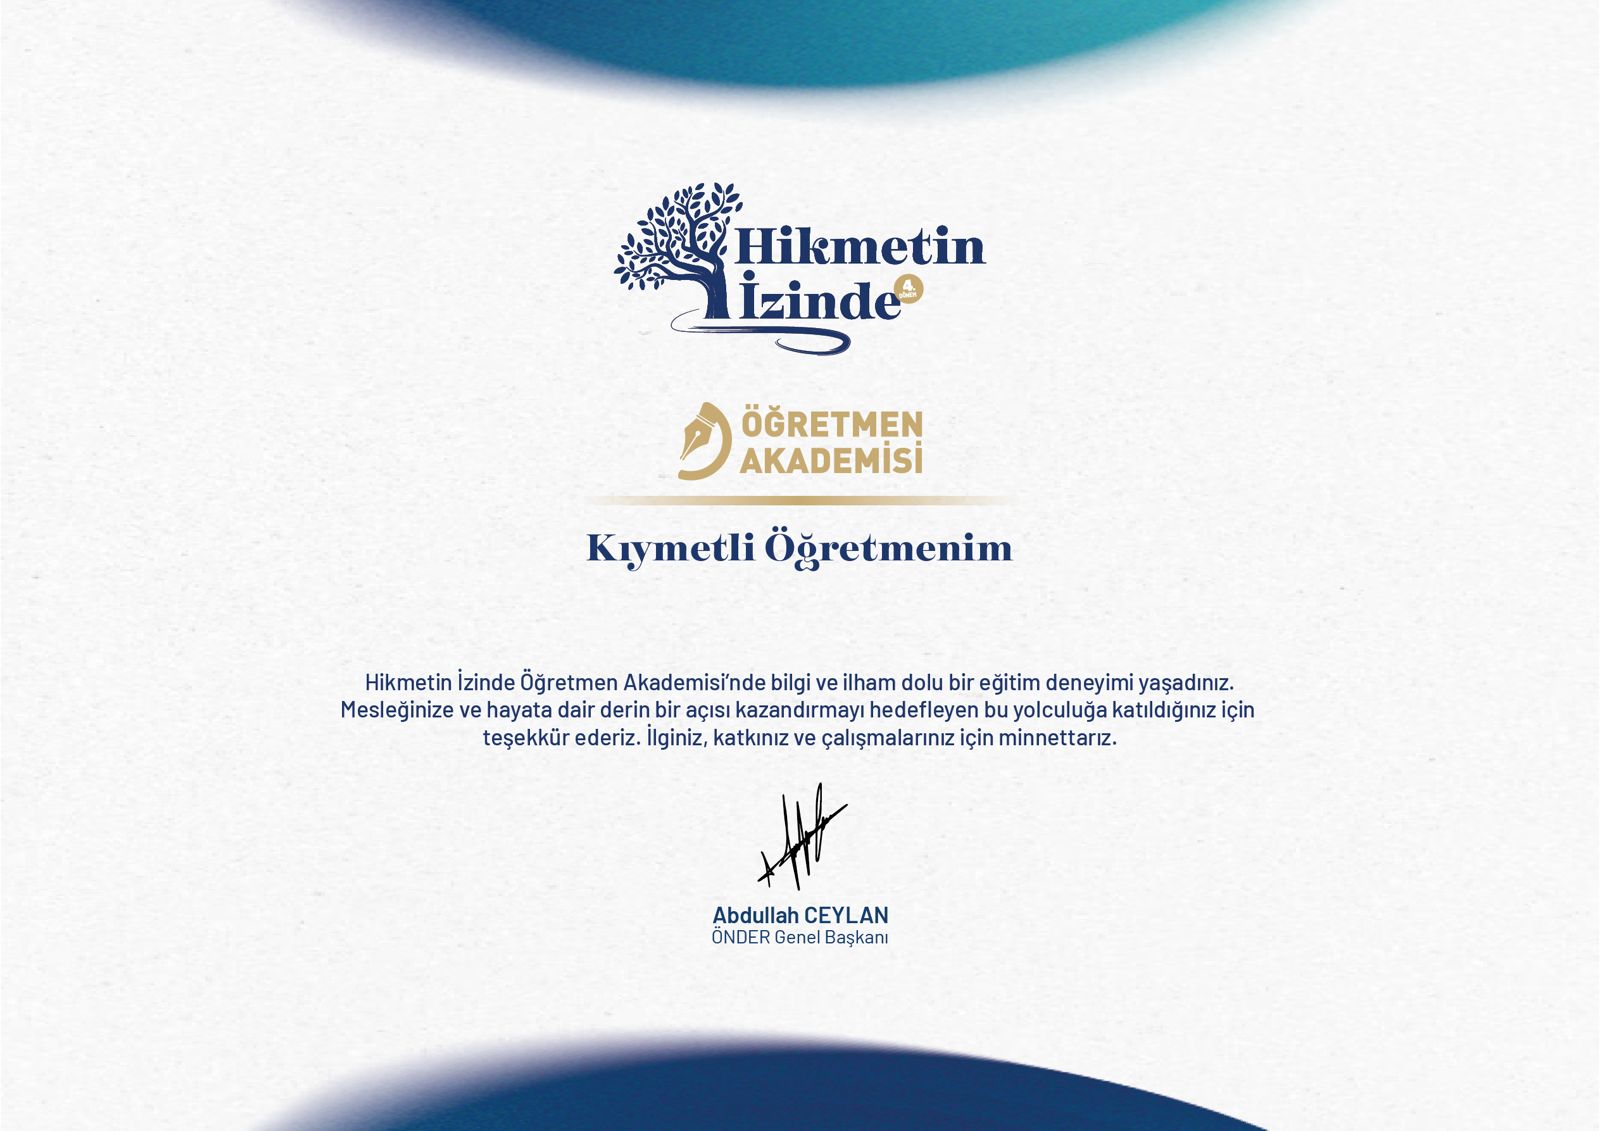 Hikmetin
İzinde
4.
DÖNEM
ÖĞRETMEN
AKADEMİSİ
Kıymetli Öğretmenim
Hikmetin İzinde Öğretmen Akademisi’nde bilgi ve ilham dolu bir eğitim deneyimi yaşadınız.
Mesleğinize ve hayata dair derin bir açısı kazandırmayı hedefleyen bu yolculuğa katıldığınız için
teşekkür ederiz. İlginiz, katkınız ve çalışmalarınız için minnettarız.
Abdullah CEYLAN
ÖNDER Genel Başkanı